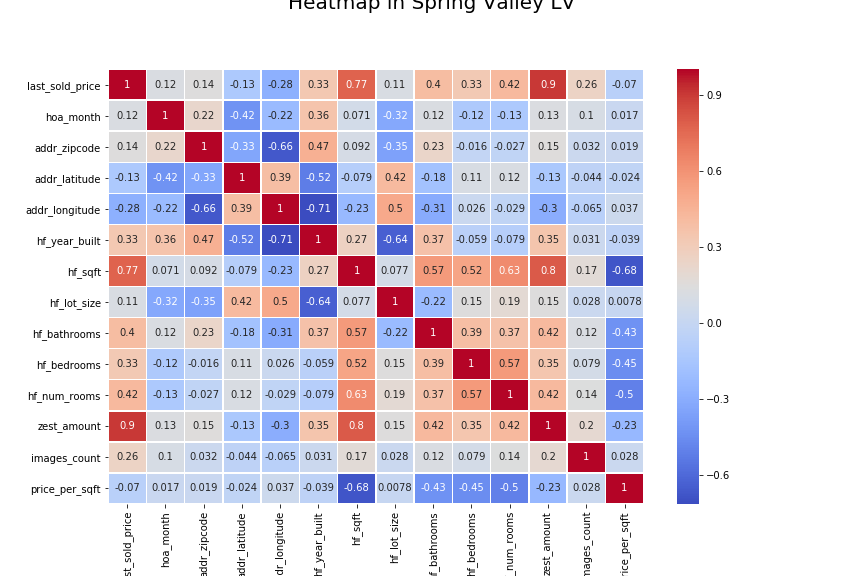 Heatmap in Spring Valley LV
last_sold_price 1 0.12 0.14 -0.13 -0.28 0.33 0.77 0.11 0.4 0.33 0.42 0.9 0.26 -0.07
hoa_month 0.12 1 0.22 -0.42 -0.22 0.36 0.071 -0.32 0.12 -0.12 -0.13 0.13 0.1 0.017
addr_zipcode 0.14 0.22 1 -0.33 -0.66 0.47 0.092 -0.35 0.23 -0.016 -0.027 0.15 0.032 0.019
addr_latitude -0.13 -0.42 -0.33 1 0.39 -0.52 -0.079 0.42 -0.18 0.11 0.12 -0.13 -0.044 -0.024
addr_longitude -0.28 -0.22 -0.66 0.39 1 -0.71 -0.23 0.5 -0.31 0.026 -0.029 -0.3 -0.065 0.037
hf_year_built 0.33 0.36 0.47 -0.52 -0.71 1 0.27 -0.64 0.37 -0.059 -0.079 0.35 0.031 -0.039
hf_sqft 0.77 0.071 0.092 -0.079 -0.23 0.27 1 0.077 0.57 0.52 0.63 0.8 0.17 -0.68
hf_lot_size 0.11 -0.32 -0.35 0.42 0.5 -0.64 0.077 1 -0.22 0.15 0.19 0.15 0.028 0.0078
hf_bathrooms 0.4 0.12 0.23 -0.18 -0.31 0.37 0.57 -0.22 1 0.39 0.37 0.42 0.12 -0.43
hf_bedrooms 0.33 -0.12 -0.016 0.11 0.026 -0.059 0.52 0.15 0.39 1 0.57 0.35 0.079 -0.45
hf_num_rooms 0.42 -0.13 -0.027 0.12 -0.029 -0.079 0.63 0.19 0.37 0.57 1 0.42 0.14 -0.5
zest_amount 0.9 0.13 0.15 -0.13 -0.3 0.35 0.8 0.15 0.42 0.35 0.42 1 0.2 -0.23
images_count 0.26 0.1 0.032 -0.044 -0.065 0.031 0.17 0.028 0.12 0.079 0.14 0.2 1 0.028
price_per_sqft -0.07 0.017 0.019 -0.024 0.037 -0.039 -0.68 0.0078 -0.43 -0.45 -0.5 -0.23 0.028 1
st_sold_price
hoa_month
addr_zipcode
addr_latitude
dr_longitude
hf_year_built
hf_sqft
hf_lot_size
f_bathrooms
hf_bedrooms
_num_rooms
zest_amount
mages_count
rice_per_sqft
0.9
0.6
0.3
0.0
−0.3
−0.6